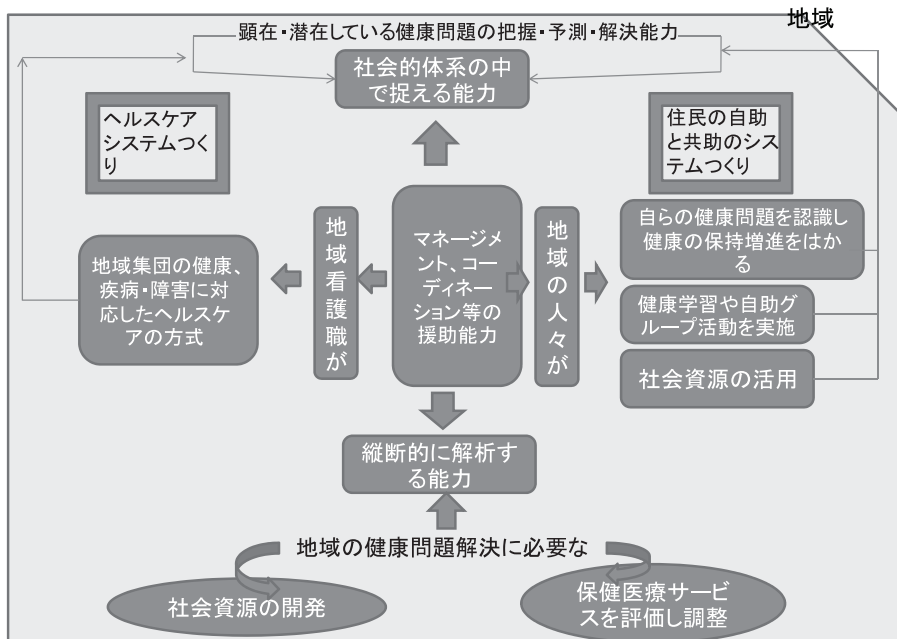 地域
顕在・潜在している健康問題の把握・予測・解決能力
社会的体系の中
で捉える能力
ヘルスケア
システムつく
り
住民の自助
と共助のシス
テムつくり
地域集団の健康、
疾病・障害に対
応したヘルスケ
アの方式
地域看護職が
マネージメ
ント、コー
ディネー
ション等の
援助能力
地域の人々が
自らの健康問題を認識し
健康の保持増進をはか
る
健康学習や自助グ
ループ活動を実施
社会資源の活用
縦断的に解析す
る能力
地域の健康問題解決に必要な
社会資源の開発
保健医療サービ
スを評価し調整